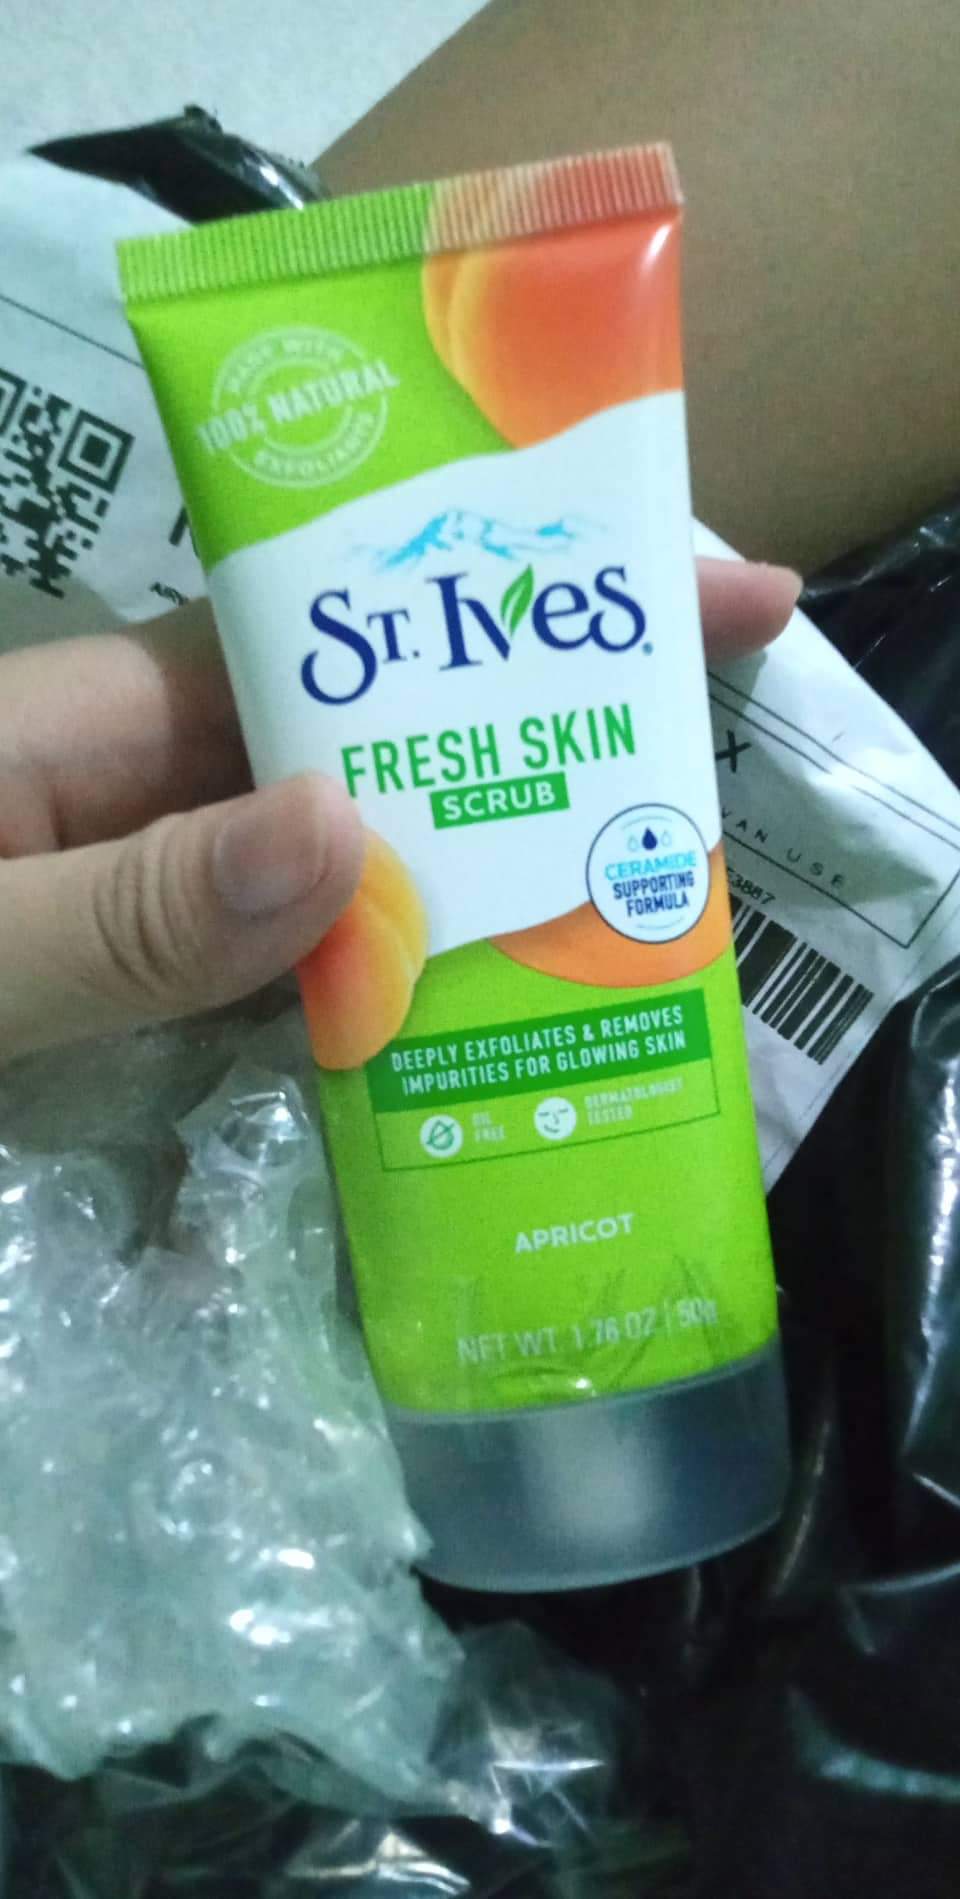 MADE WITH
100% NATURAL
EXFOLIANTS
ST. IVES
FRESH SKIN
SCRUB
CERAMIDE
SUPPORTING
FORMULA
DEEPLY EXFOLIATES & REMOVES
IMPURITIES FOR GLOWING SKIN
OIL
FREE
DERMATOLOGIST
TESTED
APRICOT
NET WT. 1.76 OZ | 50g
X
3887